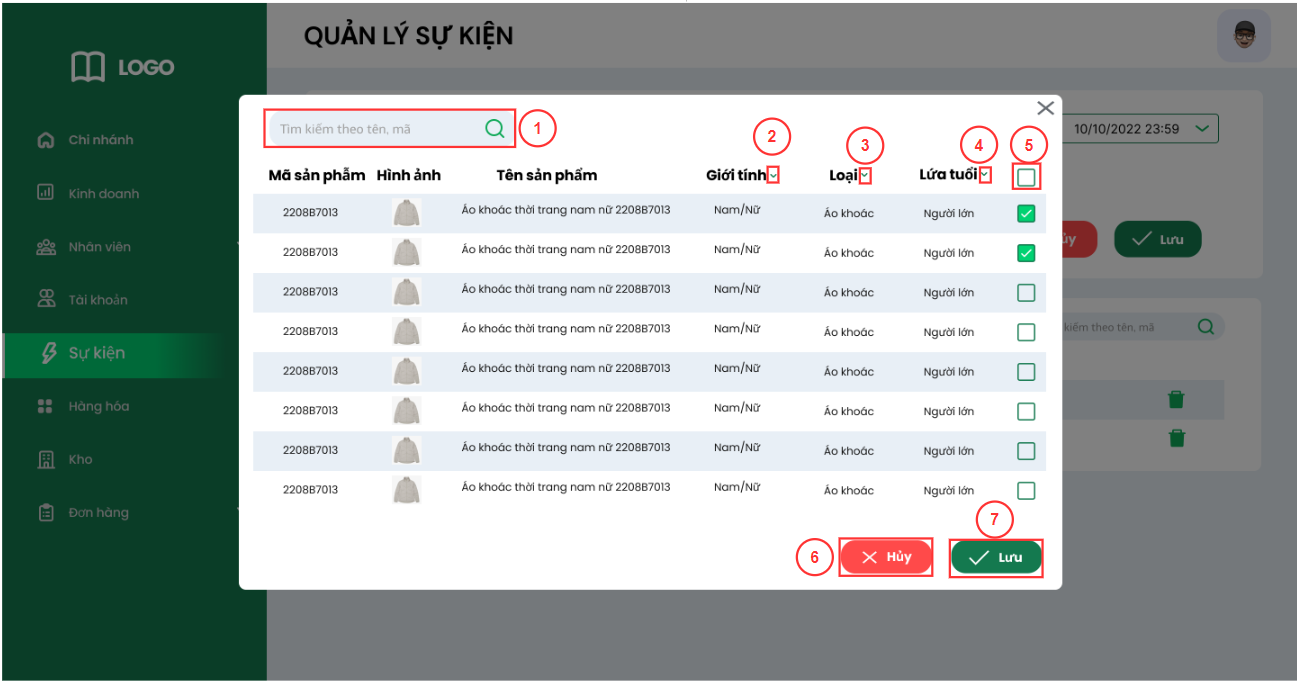 QUẢN LÝ SỰ KIỆN
LOGO
Chi nhánh
Kinh doanh
Nhân viên
Tài khoản
Sự kiện
Hàng hóa
Kho
Đơn hàng
10/10/2022 23:59
Lưu
kiếm theo tên, mã
Tìm kiếm theo tên, mã
1
2
3
4
5
Mã sản phẩm Hình ảnh Tên sản phẩm Giới tính Loại Lứa tuổi
2208B7013 Áo khoác thời trang nam nữ 2208B7013 Nam/Nữ Áo khoác Người lớn
2208B7013 Áo khoác thời trang nam nữ 2208B7013 Nam/Nữ Áo khoác Người lớn
2208B7013 Áo khoác thời trang nam nữ 2208B7013 Nam/Nữ Áo khoác Người lớn
2208B7013 Áo khoác thời trang nam nữ 2208B7013 Nam/Nữ Áo khoác Người lớn
2208B7013 Áo khoác thời trang nam nữ 2208B7013 Nam/Nữ Áo khoác Người lớn
2208B7013 Áo khoác thời trang nam nữ 2208B7013 Nam/Nữ Áo khoác Người lớn
2208B7013 Áo khoác thời trang nam nữ 2208B7013 Nam/Nữ Áo khoác Người lớn
2208B7013 Áo khoác thời trang nam nữ 2208B7013 Nam/Nữ Áo khoác Người lớn
7
6
Hủy
Lưu